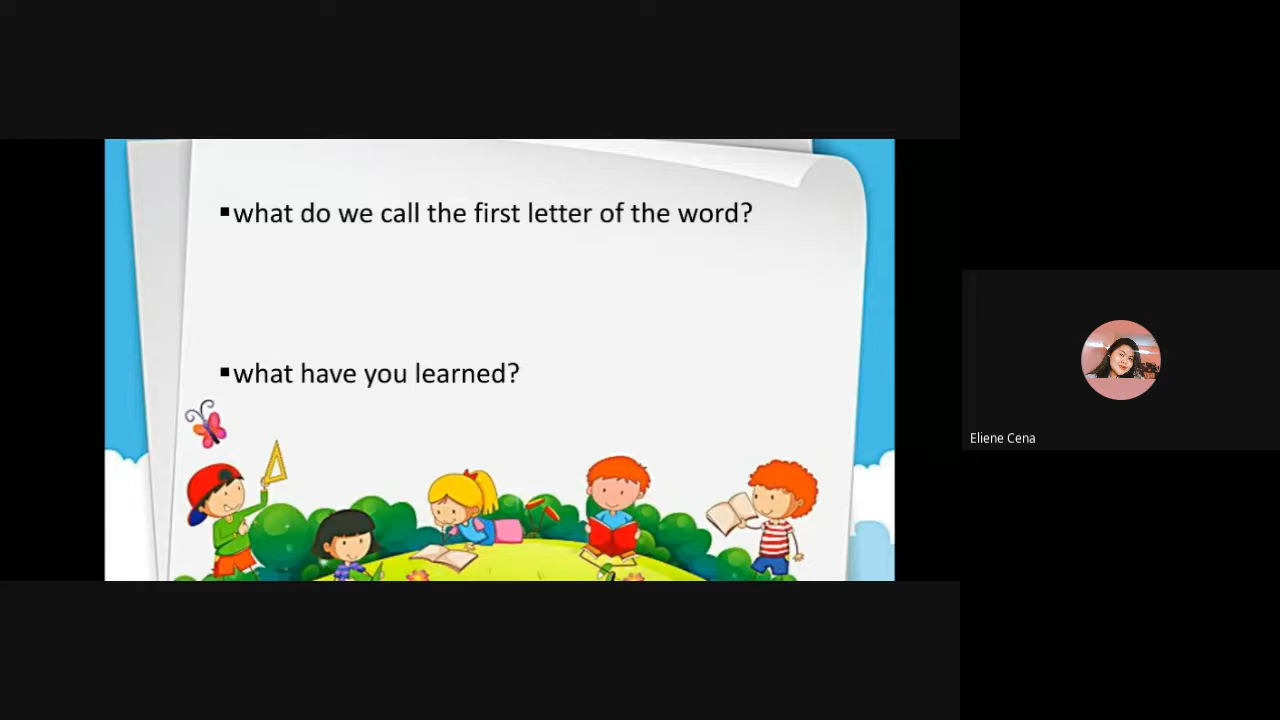 ▪what do we call the first letter of the word?
▪what have you learned?
Eliene Cena